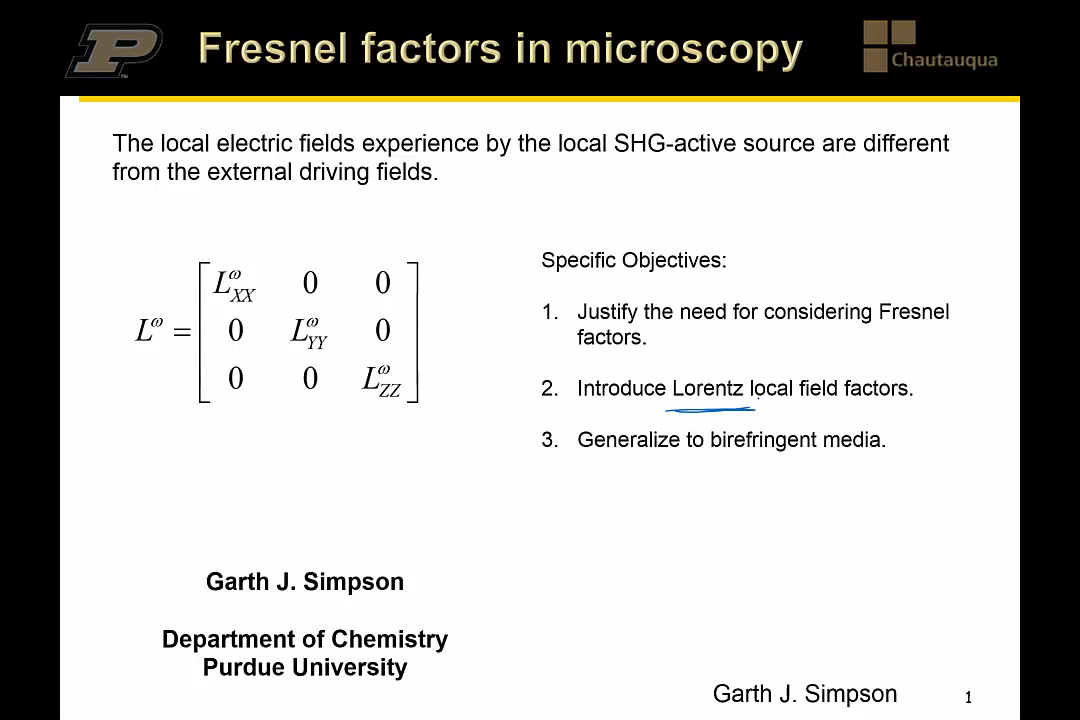 Fresnel factors in microscopy
Chautauqua
The local electric fields experience by the local SHG-active source are different
from the external driving fields.
L^ω = [ L^ω_XX 0 0
0 L^ω_YY 0
0 0 L^ω_ZZ ]
Specific Objectives:
1. Justify the need for considering Fresnel
factors.
2. Introduce Lorentz local field factors.
3. Generalize to birefringent media.
Garth J. Simpson
Department of Chemistry
Purdue University
Garth J. Simpson
1